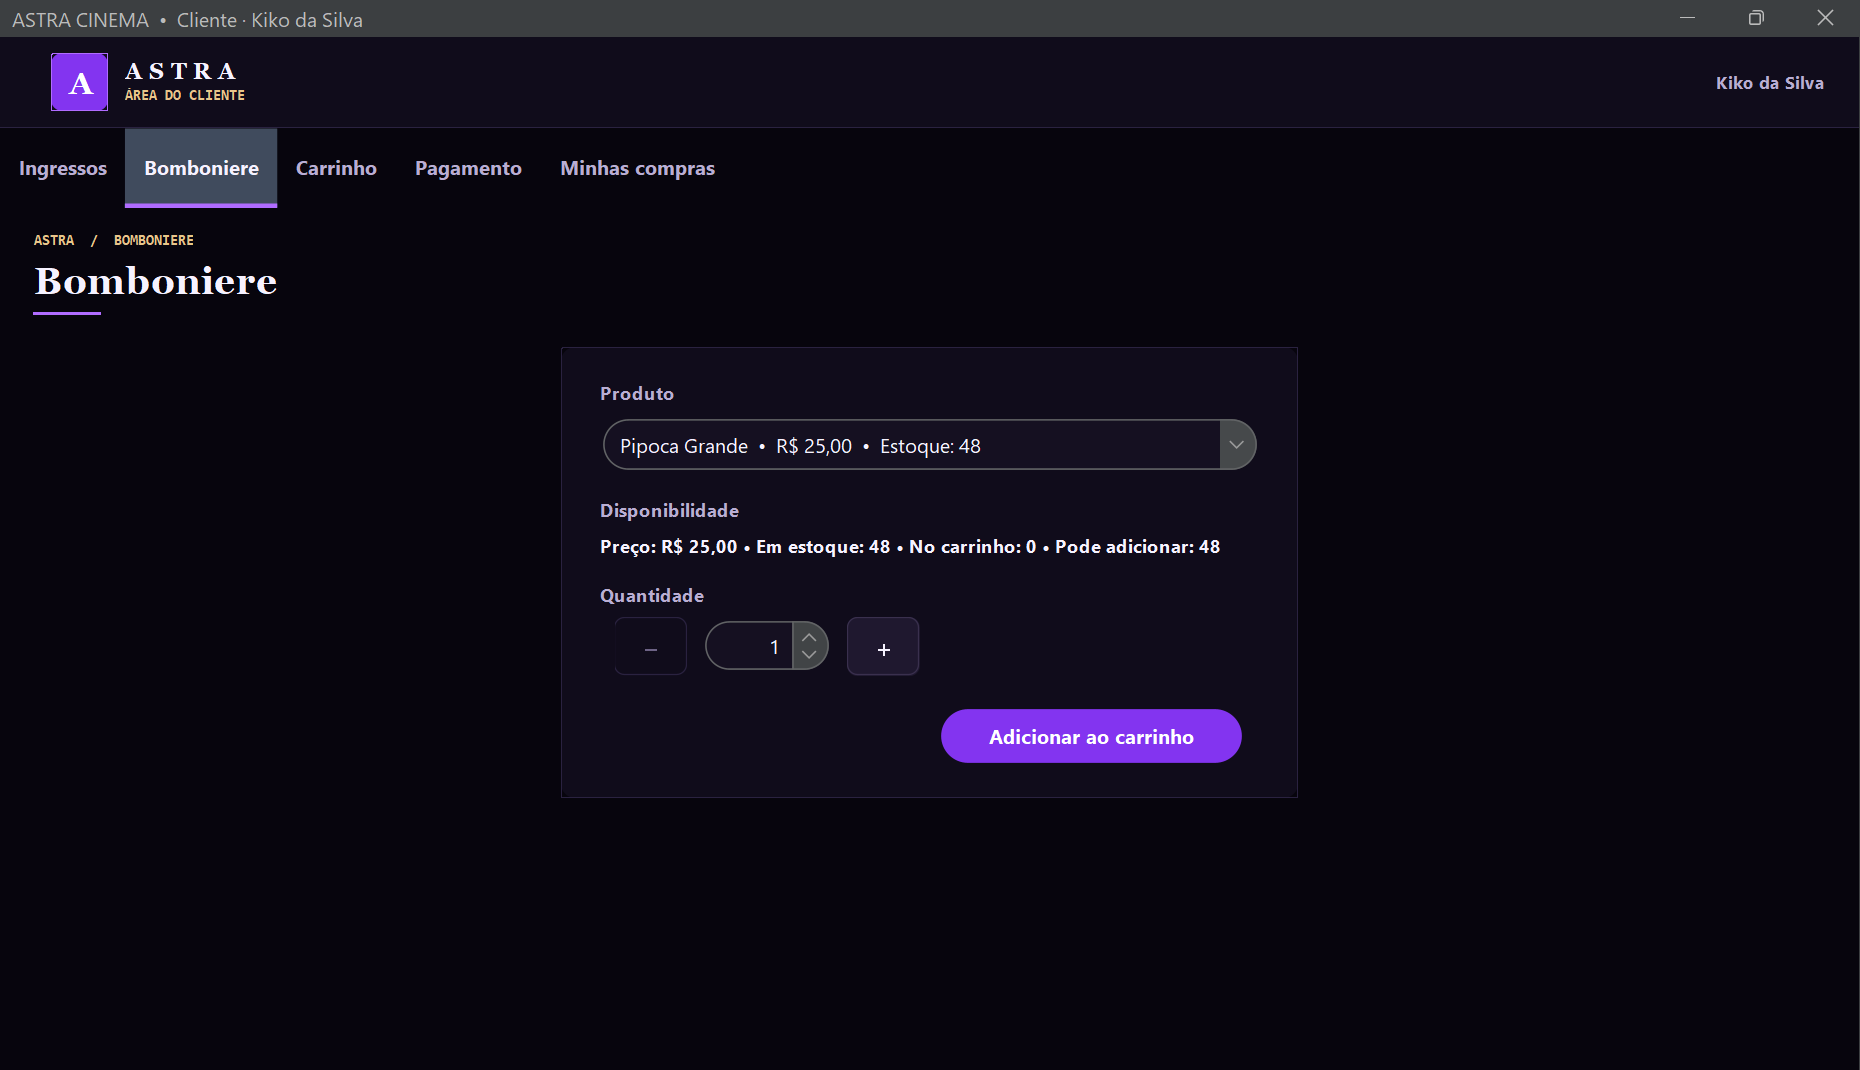 ASTRA CINEMA • Cliente · Kiko da Silva
A
ASTRA
ÁREA DO CLIENTE
Kiko da Silva
Ingressos Bomboniere Carrinho Pagamento Minhas compras
ASTRA / BOMBONIERE
Bomboniere
Produto
Pipoca Grande • R$ 25,00 • Estoque: 48
Disponibilidade
Preço: R$ 25,00 • Em estoque: 48 • No carrinho: 0 • Pode adicionar: 48
Quantidade
– 1 +
Adicionar ao carrinho